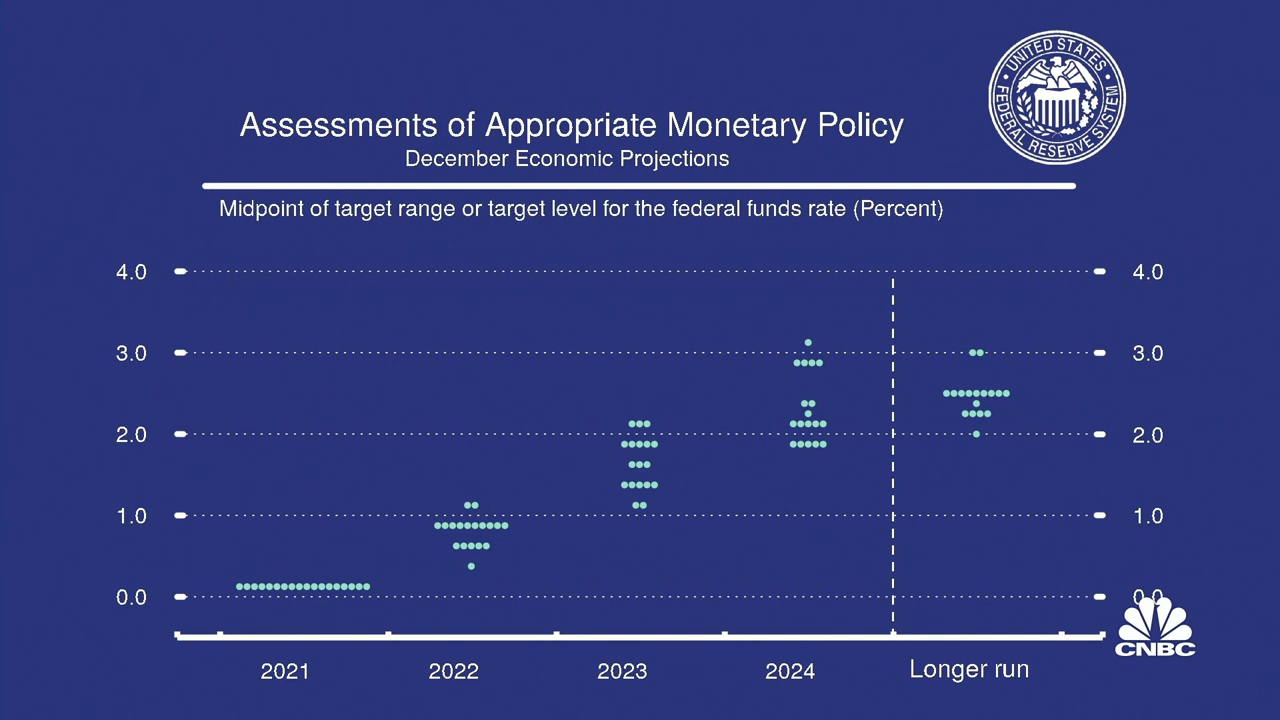 UNITED STATES
FEDERAL RESERVE SYSTEM
Assessments of Appropriate Monetary Policy
December Economic Projections
Midpoint of target range or target level for the federal funds rate (Percent)
4.0 4.0
3.0 3.0
2.0 2.0
1.0 1.0
0.0 0.0
CNBC
2021 2022 2023 2024 Longer run